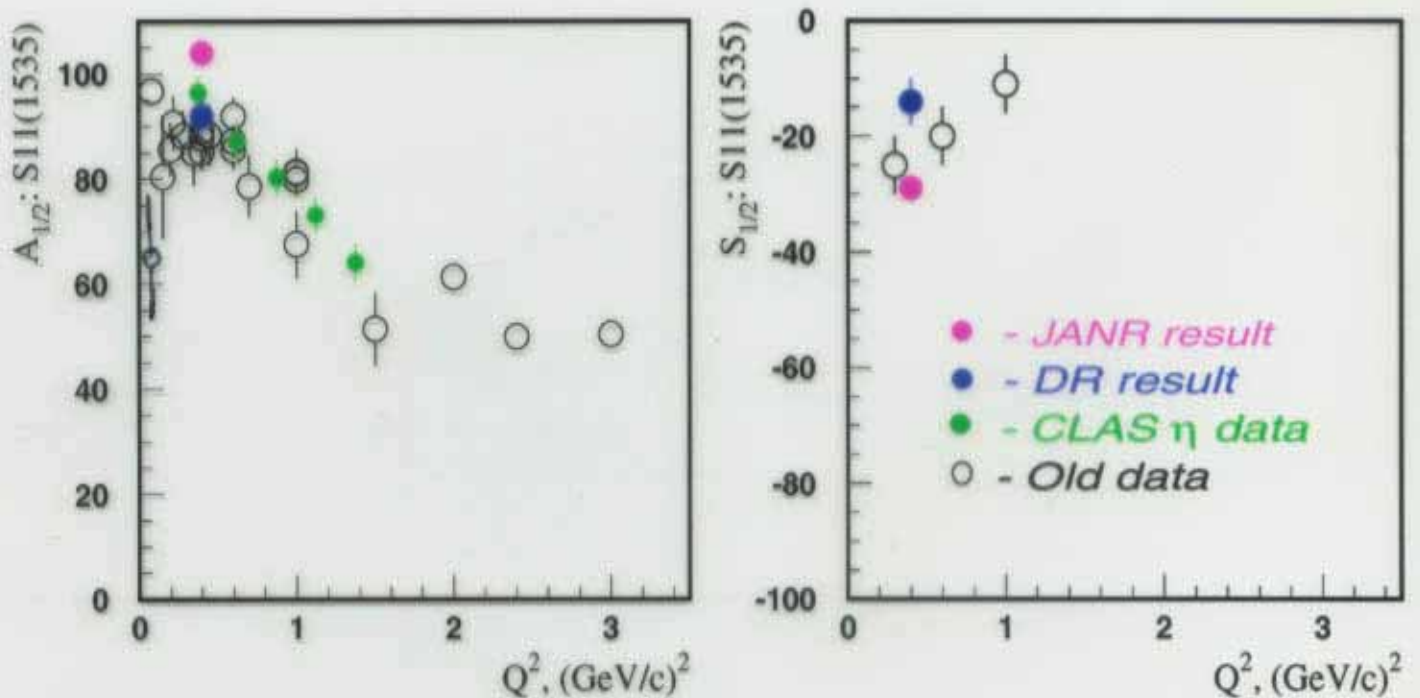 A1/2: S11(1535)
100
80
60
40
20
0
0
1
2
3
Q2, (GeV/c)2
S1/2: S11(1535)
-0
-20
-40
-60
-80
-100
0
1
2
3
Q2, (GeV/c)2
- JANR result
- DR result
- CLAS η data
- Old data